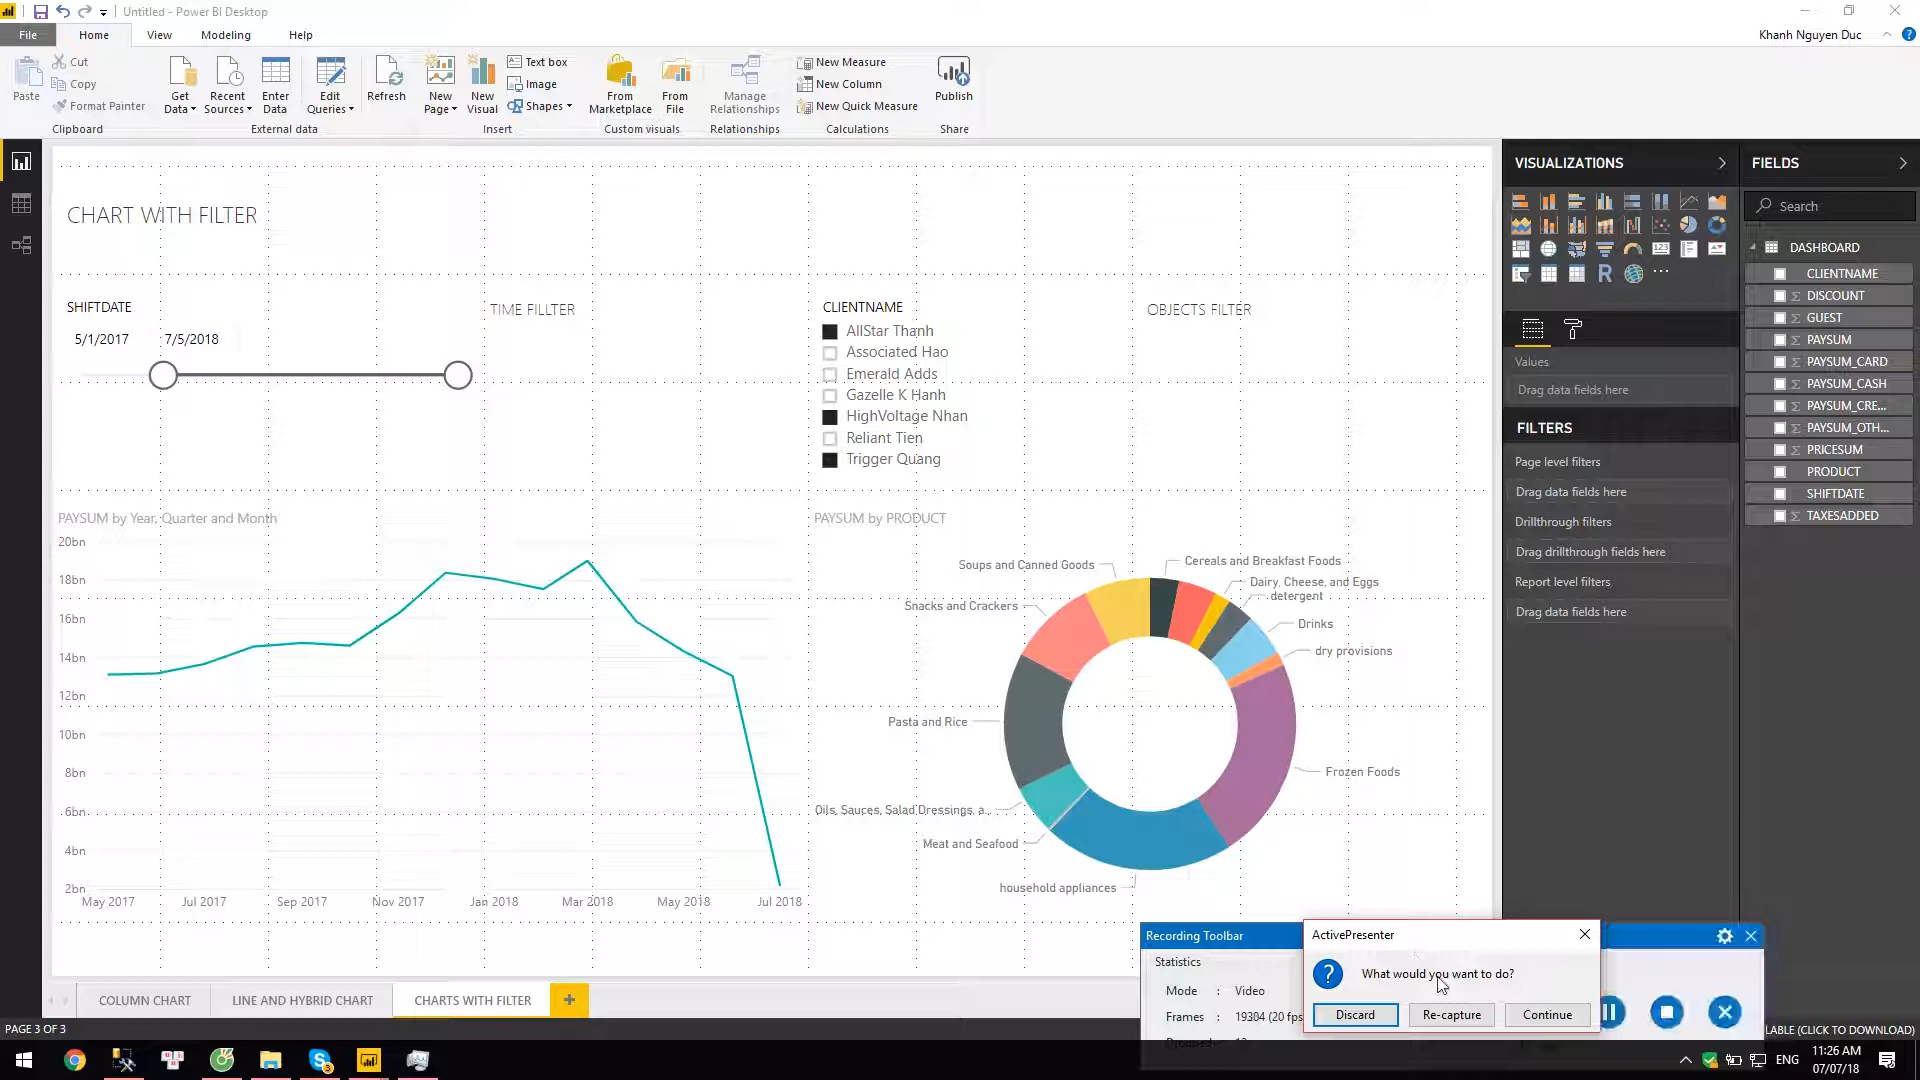 Untitled - Power BI Desktop
File
Home
View
Modeling
Help
Khanh Nguyen Duc
Paste
Cut
Copy
Format Painter
Clipboard
Get Data
Recent Sources
Enter Data
Edit Queries
External data
Refresh
New Page
New Visual
Text box
Image
Shapes
Insert
From Marketplace
From File
Custom visuals
Manage Relationships
Relationships
New Measure
New Column
New Quick Measure
Calculations
Publish
Share
CHART WITH FILTER
SHIFTDATE
5/1/2017
7/5/2018
TIME FILLTER
CLIENTNAME
AllStar Thanh
Associated Hao
Emerald Adds
Gazelle K Hanh
HighVoltage Nhan
Reliant Tien
Trigger Quang
OBJECTS FILTER
PAYSUM by Year, Quarter and Month
20bn
18bn
16bn
14bn
12bn
10bn
8bn
6bn
4bn
2bn
May 2017
Jul 2017
Sep 2017
Nov 2017
Jan 2018
Mar 2018
May 2018
Jul 2018
PAYSUM by PRODUCT
Soups and Canned Goods
Cereals and Breakfast Foods
Dairy, Cheese, and Eggs
detergent
Snacks and Crackers
Drinks
dry provisions
Pasta and Rice
Frozen Foods
Oils, Sauces, Salad Dressings, a...
Meat and Seafood
household appliances
VISUALIZATIONS
Values
Drag data fields here
FILTERS
Page level filters
Drag data fields here
Drillthrough filters
Drag drillthrough fields here
Report level filters
Drag data fields here
FIELDS
Search
DASHBOARD
CLIENTNAME
DISCOUNT
GUEST
PAYSUM
PAYSUM_CARD
PAYSUM_CASH
PAYSUM_CRE...
PAYSUM_OTH...
PRICESUM
PRODUCT
SHIFTDATE
TAXESADDED
Recording Toolbar
Statistics
Mode : Video
Frames : 19304 (20 fps
ActivePresenter
What would you want to do?
Discard
Re-capture
Continue
COLUMN CHART
LINE AND HYBRID CHART
CHARTS WITH FILTER
PAGE 3 OF 3
LABLE (CLICK TO DOWNLOAD)
ENG
11:26 AM
07/07/18